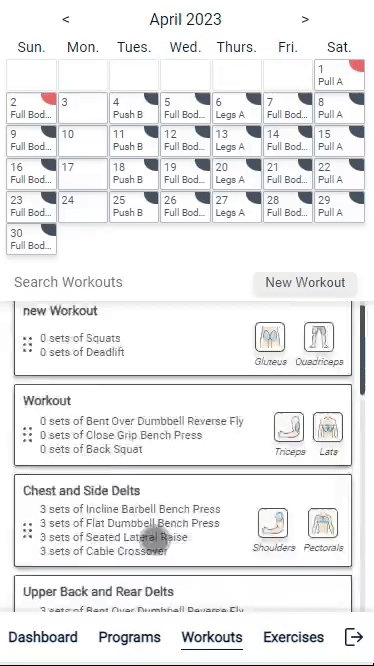 < April 2023 >
Sun. Mon. Tues. Wed. Thurs. Fri. Sat.
1
Pull A
2 3 4 5 6 7 8
Full Bod... Push B Full Bod... Legs A Full Bod... Pull A
9 10 11 12 13 14 15
Full Bod... Push B Full Bod... Legs A Full Bod... Pull A
16 17 18 19 20 21 22
Full Bod... Push B Full Bod... Legs A Full Bod... Pull A
23 24 25 26 27 28 29
Full Bod... Push B Full Bod... Legs A Full Bod... Pull A
30
Full Bod...
Search Workouts New Workout
new Workout
0 sets of Squats
0 sets of Deadlift
Gluteus Quadriceps
Workout
0 sets of Bent Over Dumbbell Reverse Fly
0 sets of Close Grip Bench Press
0 sets of Back Squat
Triceps Lats
Chest and Side Delts
3 sets of Incline Barbell Bench Press
3 sets of Flat Dumbbell Bench Press
3 sets of Seated Lateral Raise
3 sets of Cable Crossover
Shoulders Pectorals
Upper Back and Rear Delts
3 sets of Bent Over Dumbbell Reverse Fly
Dashboard Programs Workouts Exercises